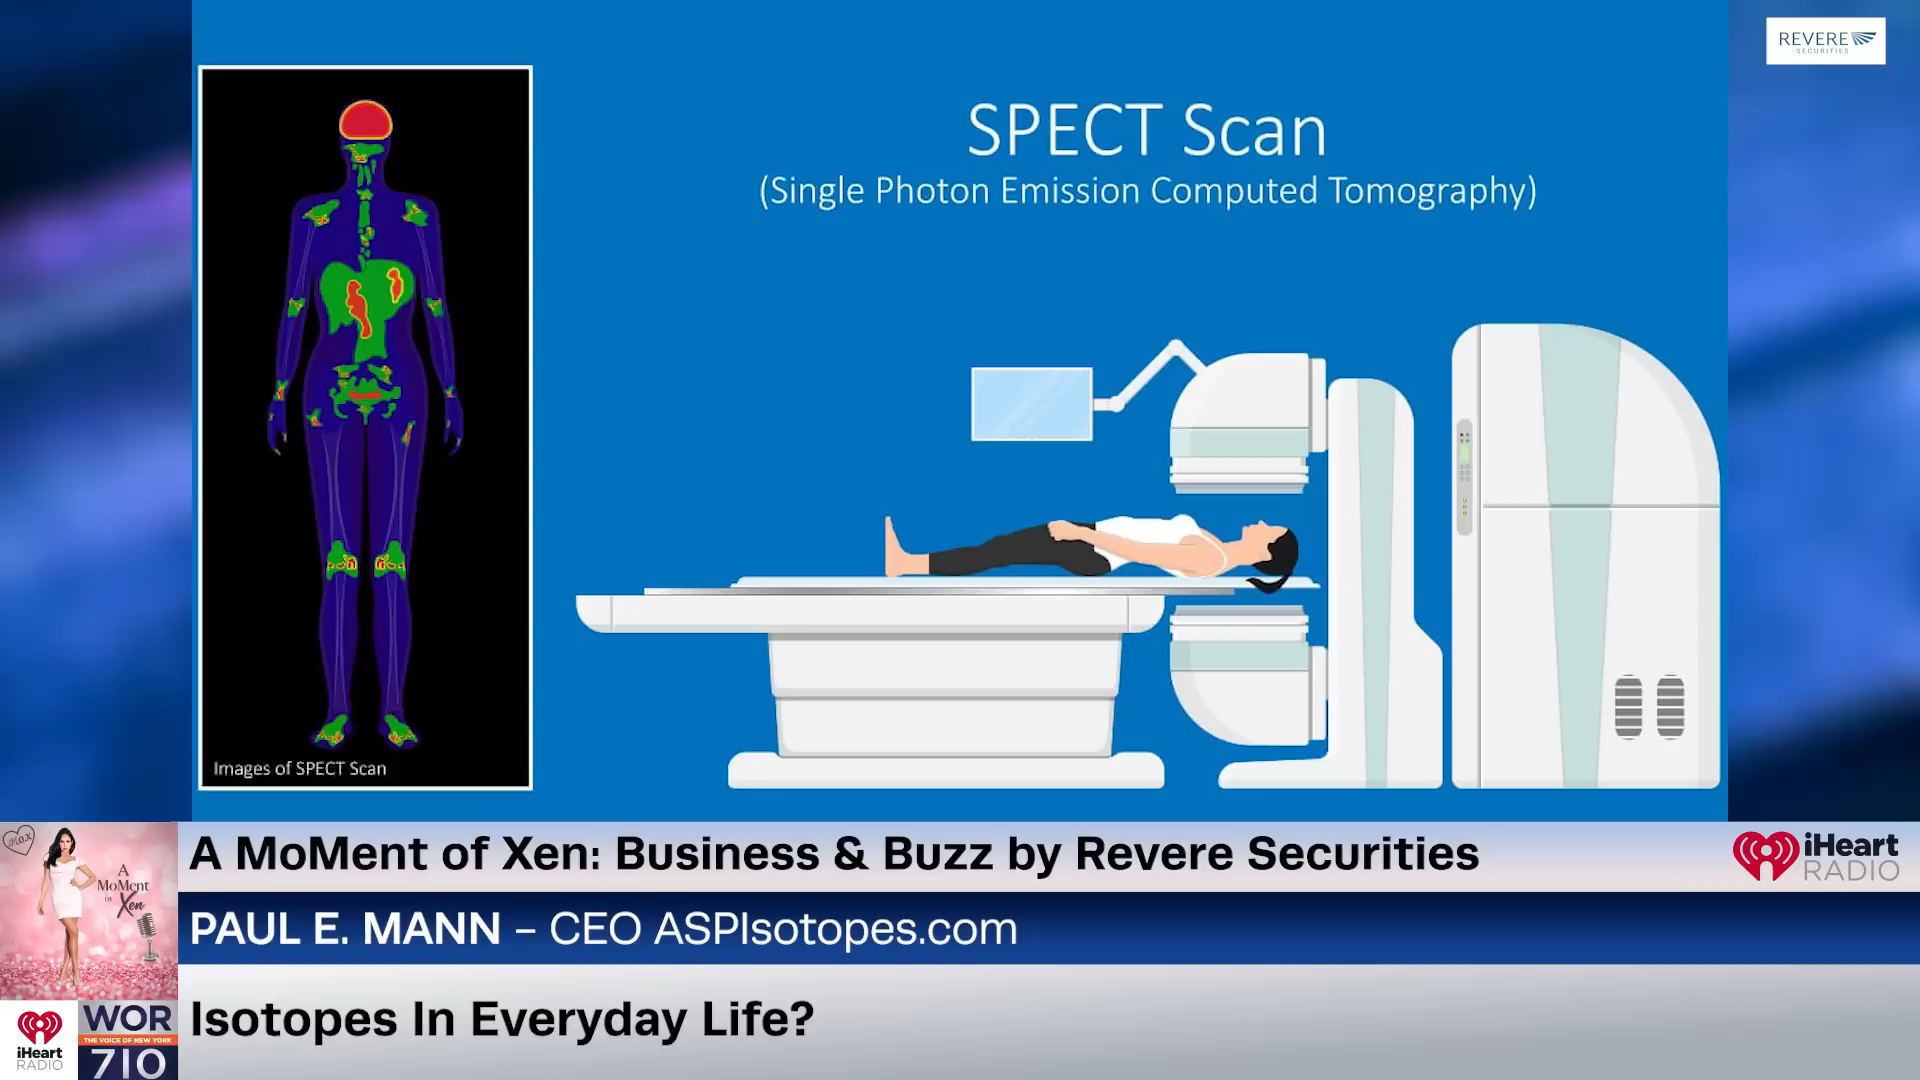 REVERE
SECURITIES
SPECT Scan
(Single Photon Emission Computed Tomography)
Images of SPECT Scan
A MoMent of Xen: Business & Buzz by Revere Securities
iHeart
RADIO
PAUL E. MANN – CEO ASPIsotopes.com
Isotopes In Everyday Life?
MoX
A
MoMent
OF
Xen
iHeart
RADIO
WOR
THE VOICE OF NEW YORK
710